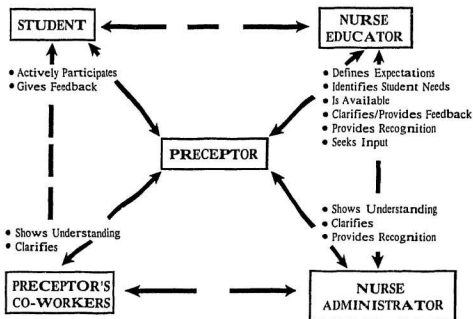 STUDENT
NURSE
EDUCATOR
• Actively Participates
• Gives Feedback
• Defines Expectations
• Identifies Student Needs
• Is Available
• Clarifies/Provides Feedback
• Provides Recognition
• Seeks Input
PRECEPTOR
• Shows Understanding
• Clarifies
• Shows Understanding
• Clarifies
• Provides Recognition
PRECEPTOR'S
CO-WORKERS
NURSE
ADMINISTRATOR